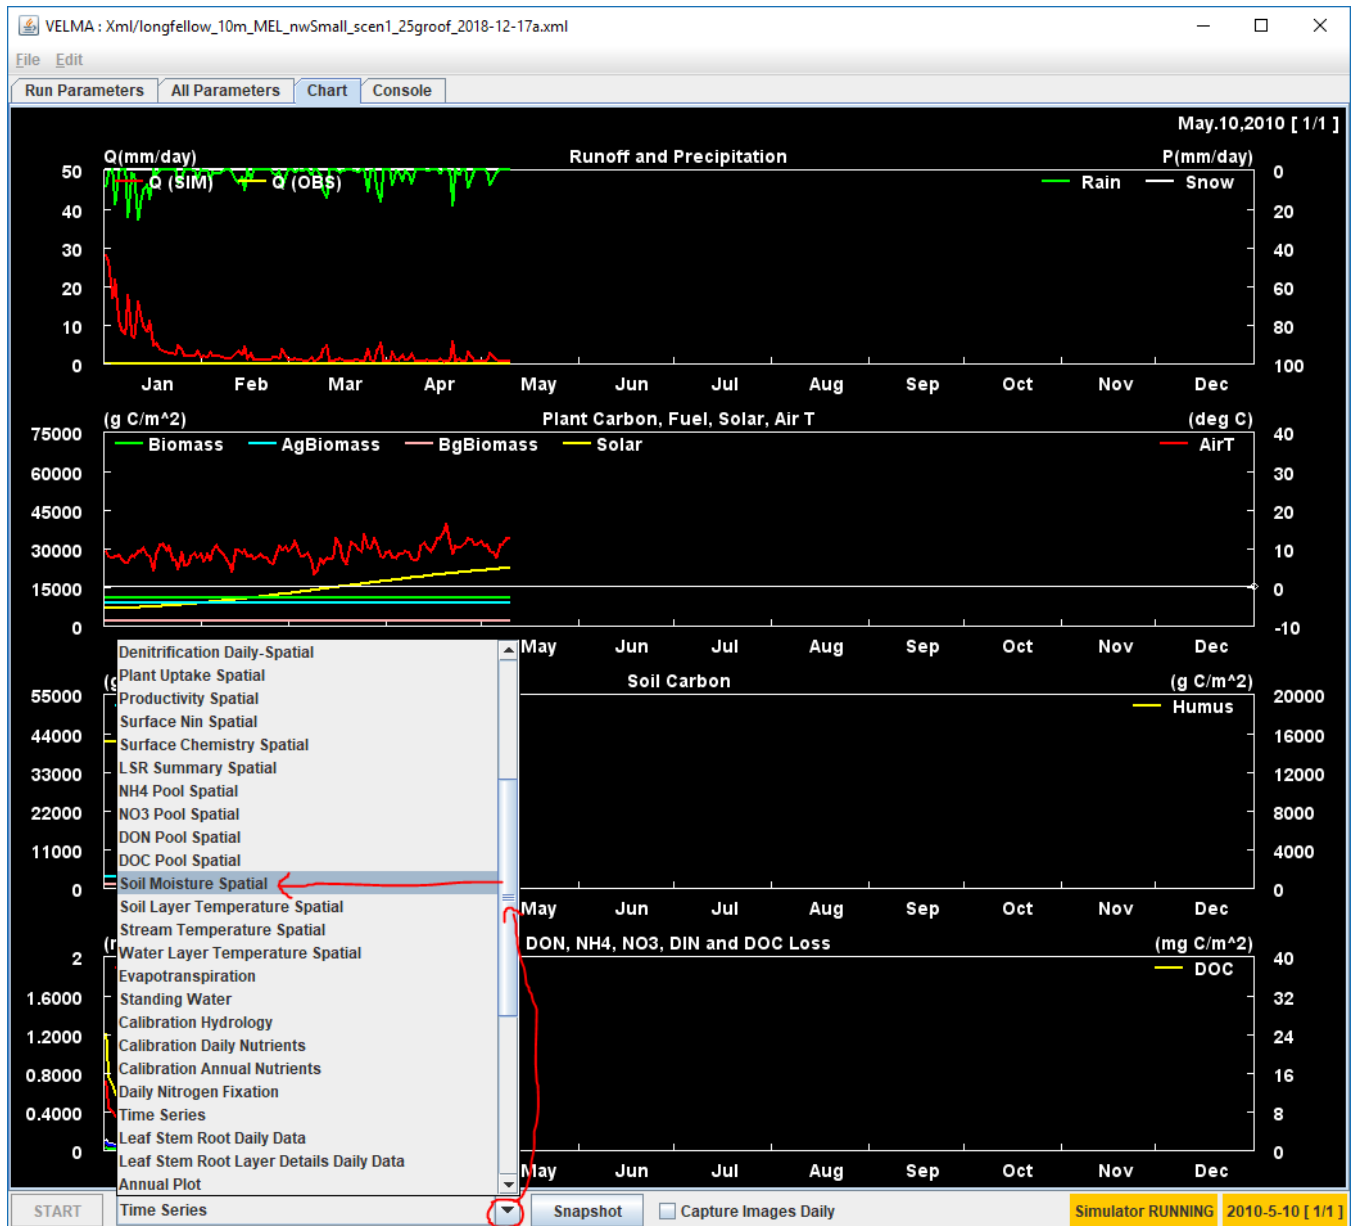 VELMA : Xml/longfellow_10m_MEL_nwSmall_scen1_25groof_2018-12-17a.xml
File Edit
Run Parameters All Parameters Chart Console
May.10,2010 [ 1/1 ]
Q(mm/day) Runoff and Precipitation P(mm/day)
50 0
Q (SIM) Q (OBS) Rain Snow
40 20
30 40
20 60
10 80
0 100
Jan Feb Mar Apr May Jun Jul Aug Sep Oct Nov Dec
(g C/m^2) Plant Carbon, Fuel, Solar, Air T (deg C)
75000 40
Biomass AgBiomass BgBiomass Solar AirT
60000 30
45000 20
30000 10
15000 0
0 -10
May Jun Jul Aug Sep Oct Nov Dec
(g Soil Carbon (g C/m^2)
55000 20000
Humus
44000 16000
33000 12000
22000 8000
11000 4000
0 0
May Jun Jul Aug Sep Oct Nov Dec
DON, NH4, NO3, DIN and DOC Loss (mg C/m^2)
2 40
DOC
1.6000 32
1.2000 24
0.8000 16
0.4000 8
0 0
May Jun Jul Aug Sep Oct Nov Dec
Denitrification Daily-Spatial
Plant Uptake Spatial
Productivity Spatial
Surface Nin Spatial
Surface Chemistry Spatial
LSR Summary Spatial
NH4 Pool Spatial
NO3 Pool Spatial
DON Pool Spatial
DOC Pool Spatial
Soil Moisture Spatial
Soil Layer Temperature Spatial
Stream Temperature Spatial
Water Layer Temperature Spatial
Evapotranspiration
Standing Water
Calibration Hydrology
Calibration Daily Nutrients
Calibration Annual Nutrients
Daily Nitrogen Fixation
Time Series
Leaf Stem Root Daily Data
Leaf Stem Root Layer Details Daily Data
Annual Plot
START Time Series Snapshot Capture Images Daily Simulator RUNNING 2010-5-10 [ 1/1 ]